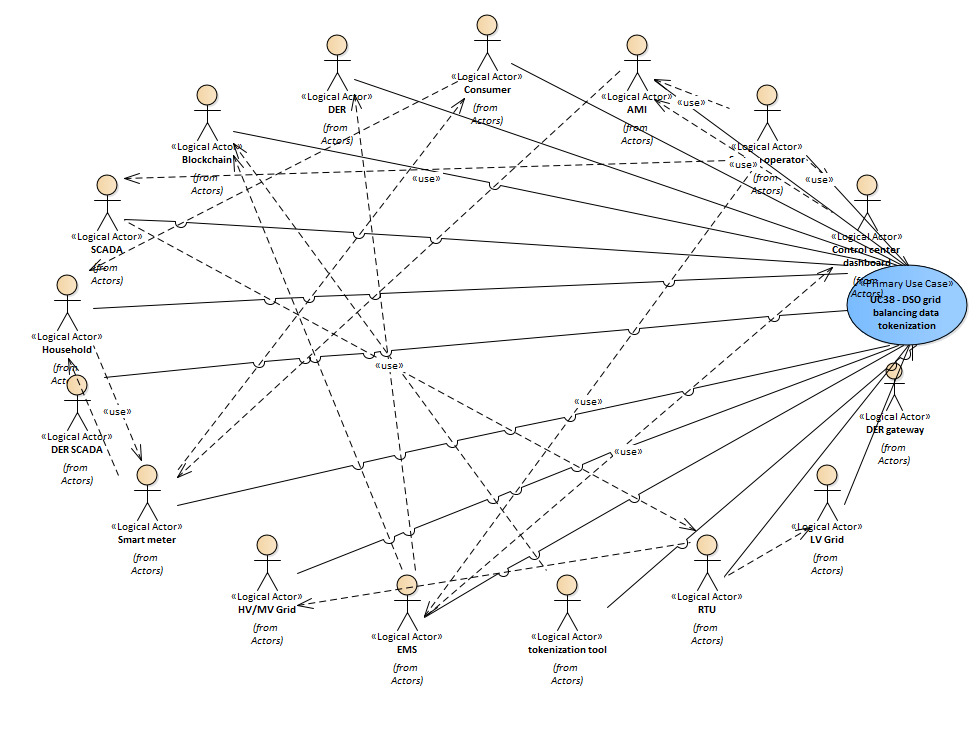 «Logical Actor»
Consumer
(from
Actors)
«Logical Actor»
DER
(from
Actors)
«Logical Actor»
AMI
(from
Actors)
«use»
«Logical Actor»
Blockchain
(from
Actors)
«Logical Actor»
operator
(from
Actors)
«use»
«use»
«use»
«Logical Actor»
SCADA
(from
Actors)
«Logical Actor»
Control center
dashboard
(from
Actors)
«Primary Use Case»
UC38 - DSO grid
balancing data
tokenization
«Logical Actor»
Household
(from
Actors)
«use»
«use»
«use»
«Logical Actor»
DER SCADA
(from
Actors)
«Logical Actor»
DER gateway
(from
Actors)
«use»
«Logical Actor»
Smart meter
(from
Actors)
«Logical Actor»
LV Grid
(from
Actors)
«Logical Actor»
HV/MV Grid
(from
Actors)
«Logical Actor»
RTU
(from
Actors)
«Logical Actor»
EMS
(from
Actors)
«Logical Actor»
tokenization tool
(from
Actors)